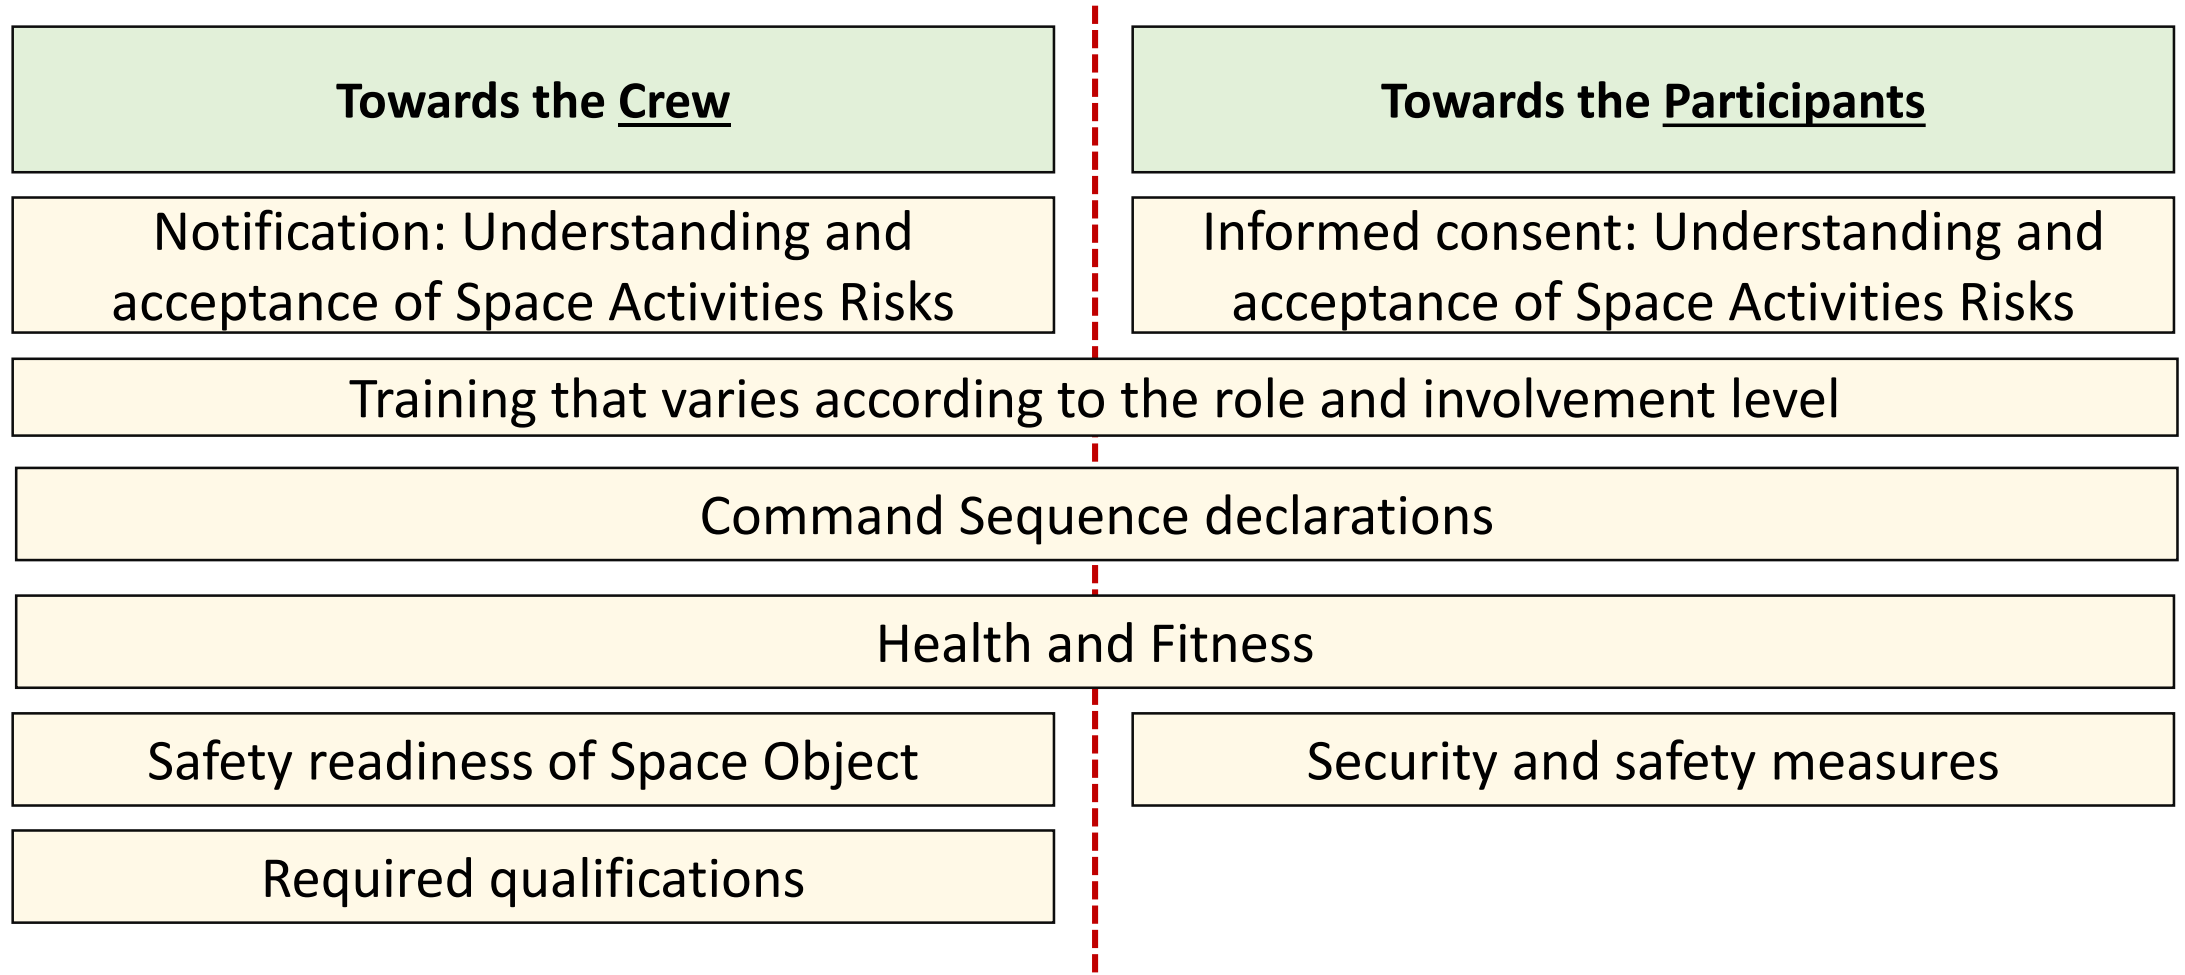 Towards the Crew
Towards the Participants
Notification: Understanding and
acceptance of Space Activities Risks
Informed consent: Understanding and
acceptance of Space Activities Risks
Training that varies according to the role and involvement level
Command Sequence declarations
Health and Fitness
Safety readiness of Space Object
Security and safety measures
Required qualifications